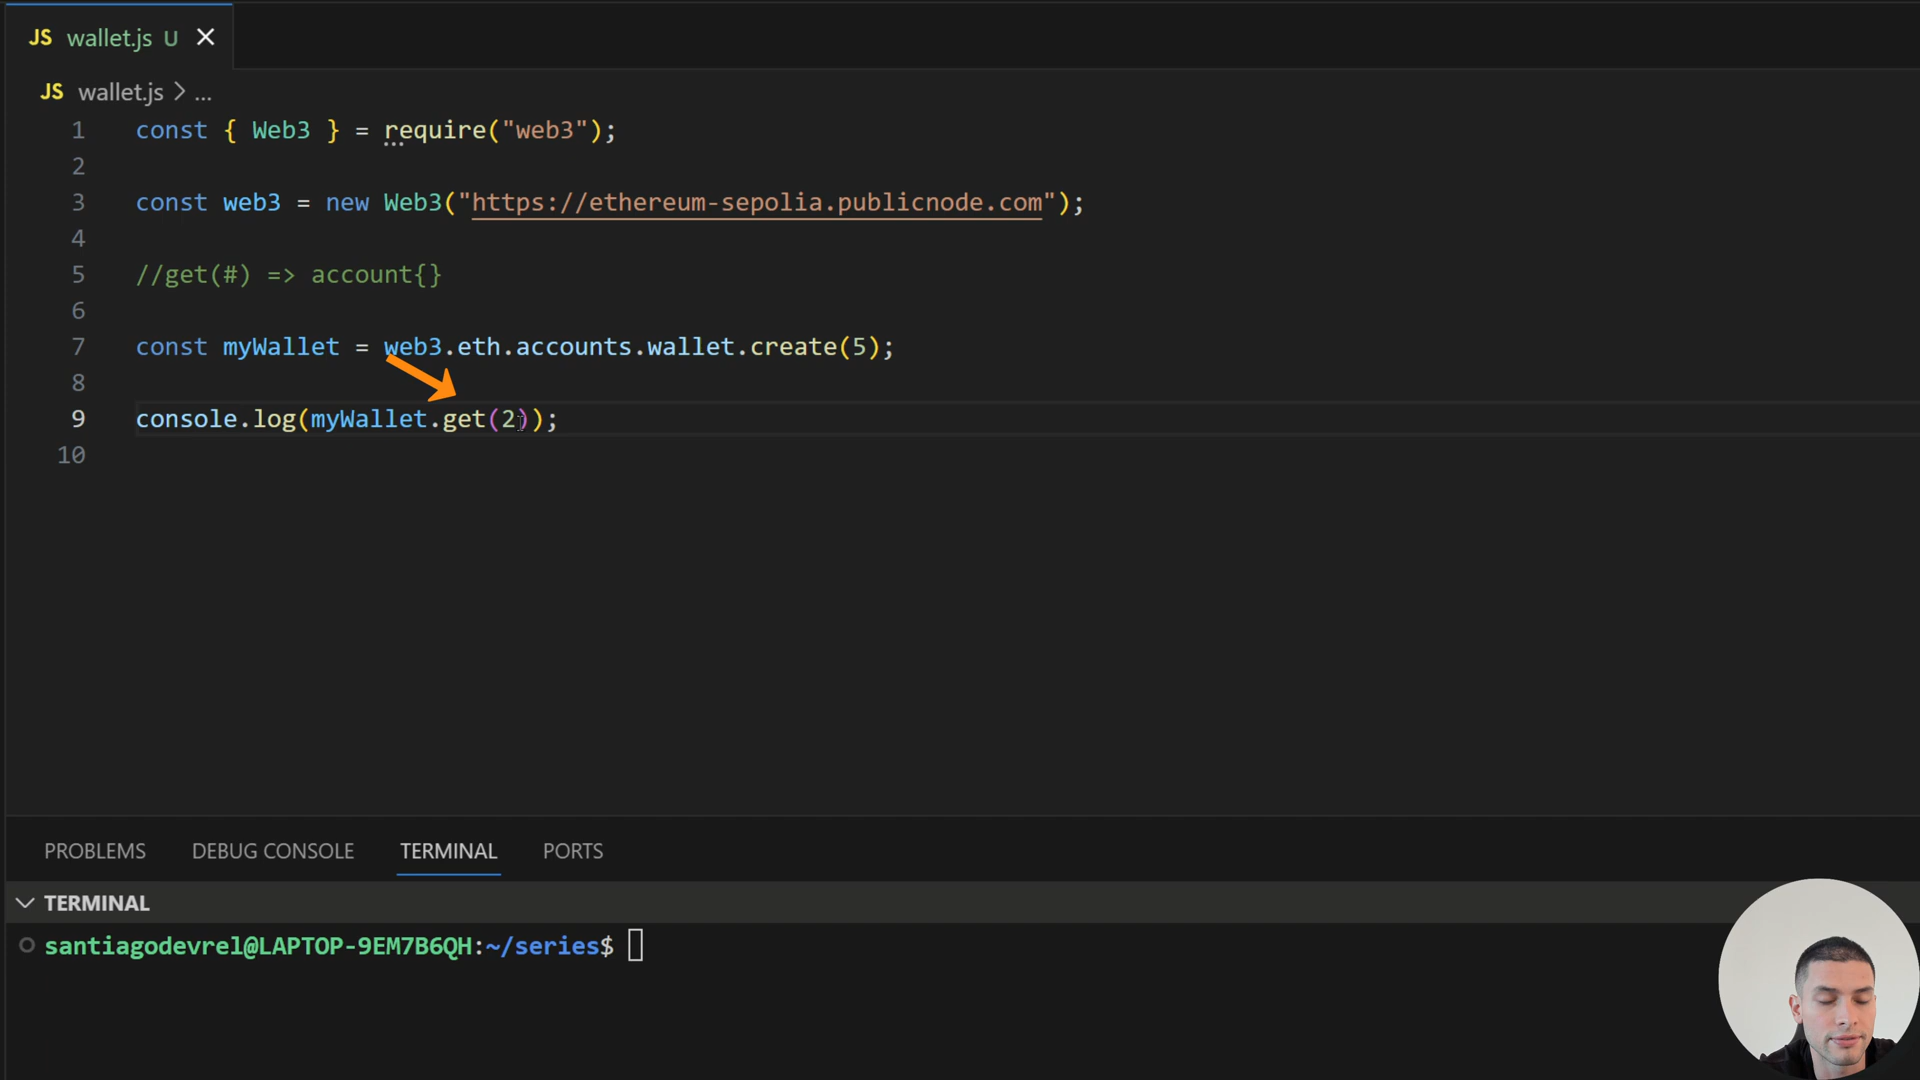 JS wallet.js U
JS wallet.js > ...
1 const { Web3 } = require("web3");
2
3 const web3 = new Web3("https://ethereum-sepolia.publicnode.com");
4
5 //get(#) => account{}
6
7 const myWallet = web3.eth.accounts.wallet.create(5);
8
9 console.log(myWallet.get(2));
10
PROBLEMS DEBUG CONSOLE TERMINAL PORTS
TERMINAL
santiagodevrel@LAPTOP-9EM7B6QH:~/series$